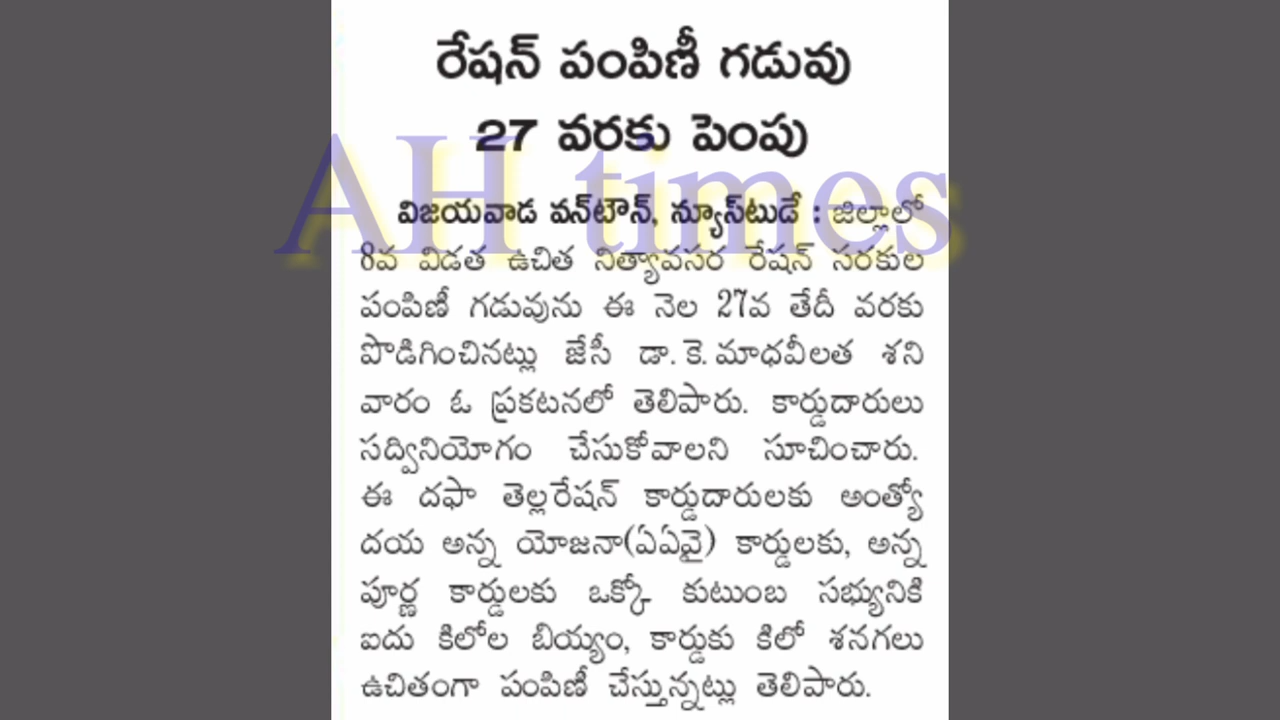 రేషన్ పంపిణీ గడువు
27 వరకు పెంపు
AH times
విజయవాడ వన్‌టౌన్, న్యూస్‌టుడే : జిల్లాలో
8వ విడత ఉచిత నిత్యావసర రేషన్ సరకుల
పంపిణీ గడువును ఈ నెల 27వ తేదీ వరకు
పొడిగించినట్లు జేసీ డా. కె. మాధవీలత శని
వారం ఓ ప్రకటనలో తెలిపారు. కార్డుదారులు
సద్వినియోగం చేసుకోవాలని సూచించారు.
ఈ దఫా తెల్లరేషన్ కార్డుదారులకు అంత్యో
దయ అన్న యోజనా(ఏఏవై) కార్డులకు, అన్న
పూర్ణ కార్డులకు ఒక్కో కుటుంబ సభ్యునికి
ఐదు కిలోల బియ్యం, కార్డుకు కిలో శనగలు
ఉచితంగా పంపిణీ చేస్తున్నట్లు తెలిపారు.